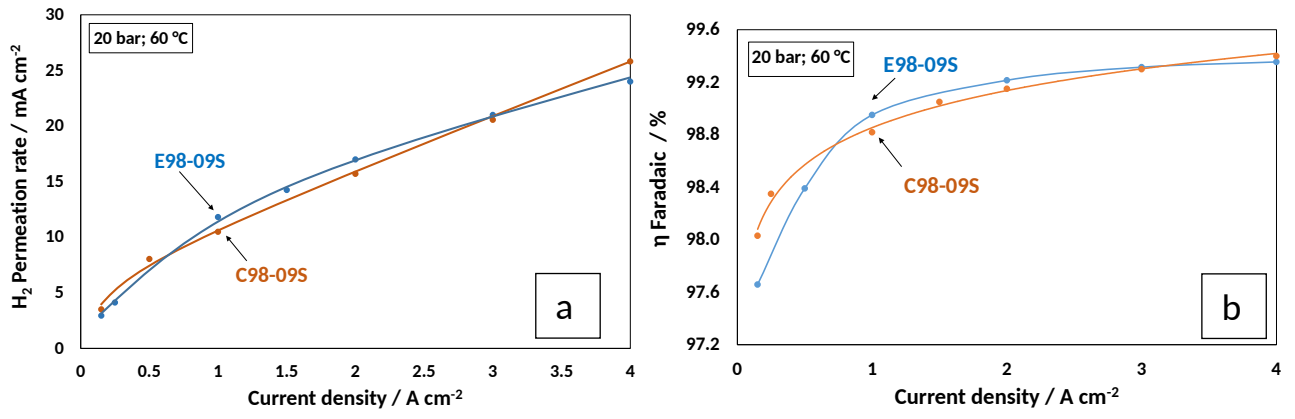 H₂ Permeation rate / mA cm⁻²
30
25
20
15
10
5
0
20 bar; 60 °C
E98-09S
C98-09S
a
0 0.5 1 1.5 2 2.5 3 3.5 4
Current density / A cm⁻²
η Faradaic / %
99.6
99.2
98.8
98.4
98.0
97.6
97.2
20 bar; 60°C
E98-09S
C98-09S
b
0 1 2 3 4
Current density / A cm⁻²